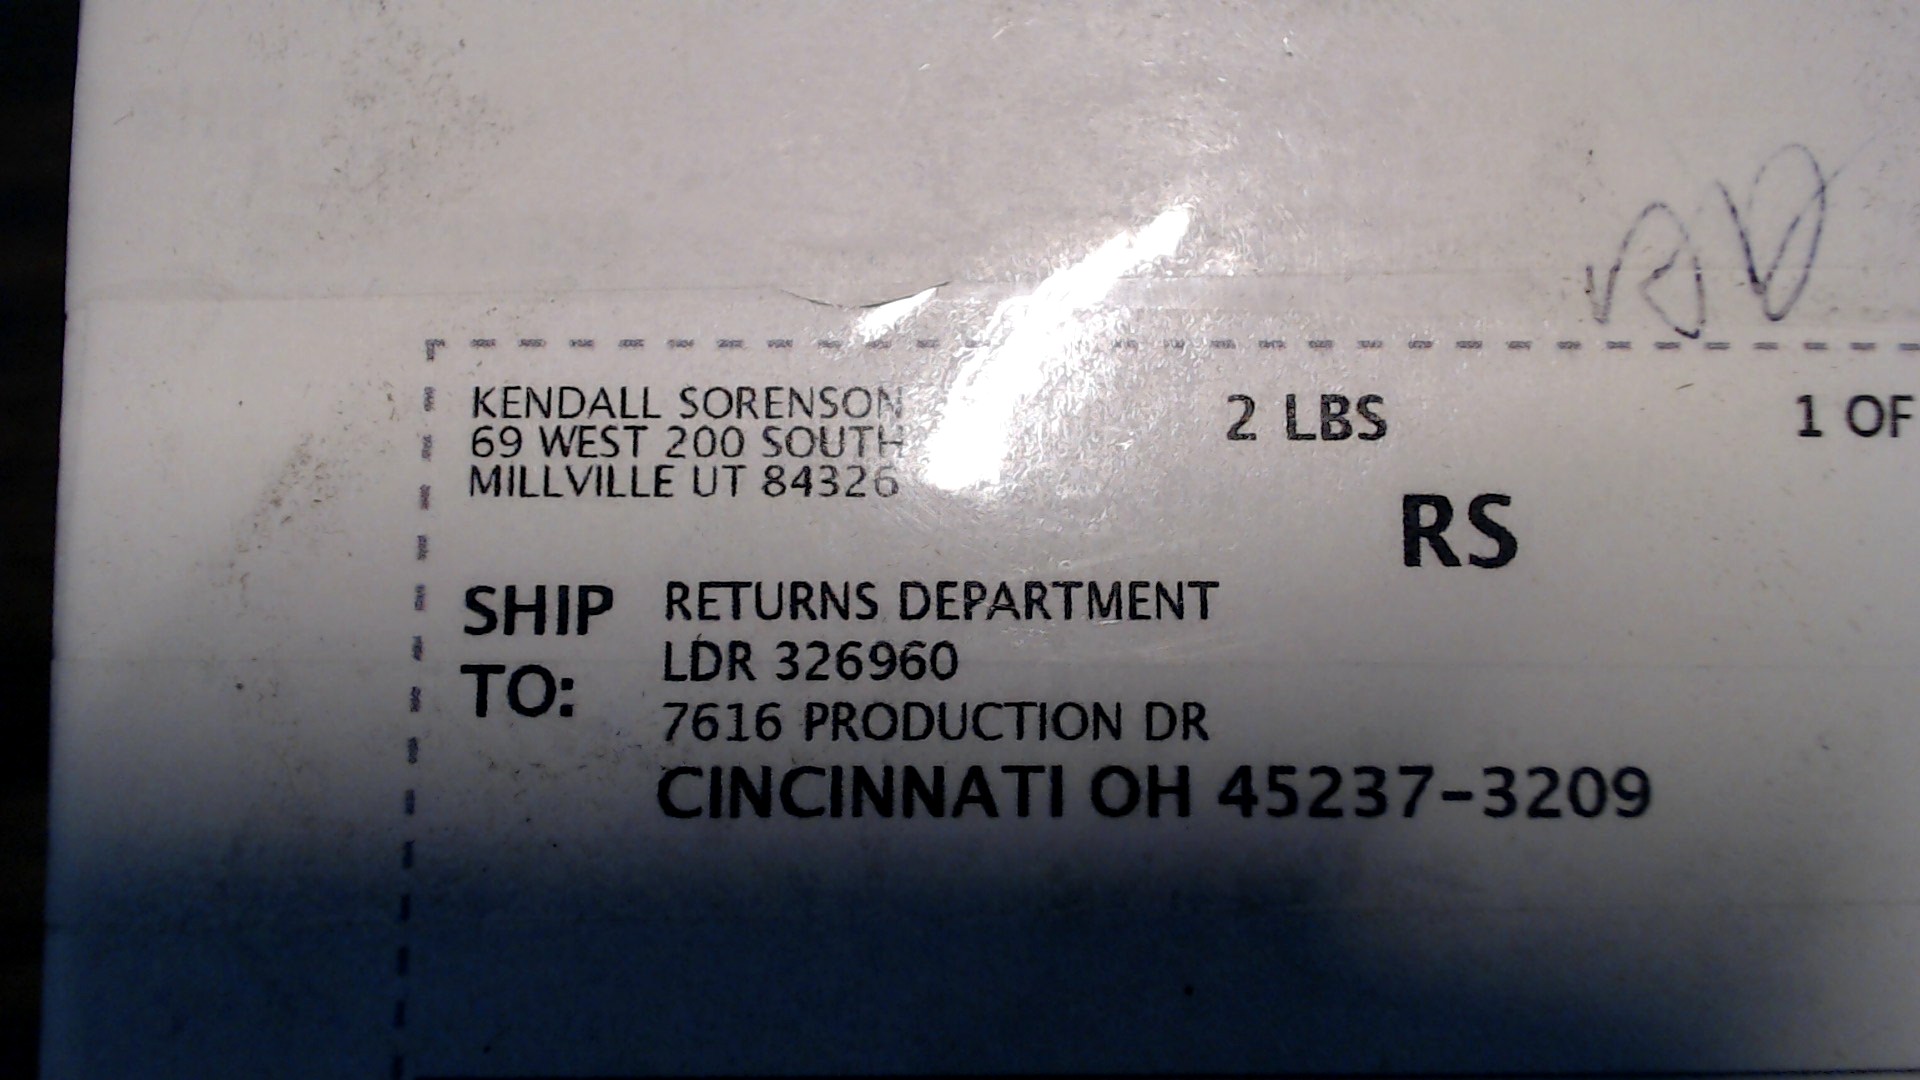 KENDALL SORENSON
69 WEST 200 SOUTH
MILLVILLE UT 84326
2 LBS
1 OF
RS
SHIP TO:
RETURNS DEPARTMENT
LDR 326960
7616 PRODUCTION DR
CINCINNATI OH 45237-3209